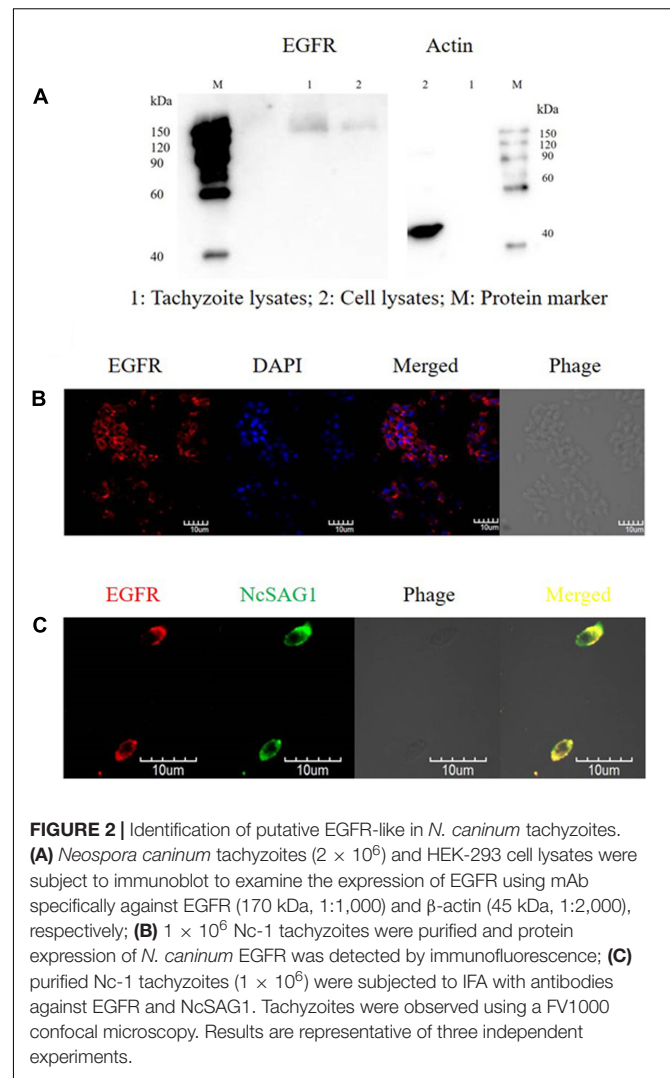 EGFR Actin
A
M 1 2 2 1 M
kDa kDa
150 150
120 120
90 90
60 60
40 40
1: Tachyzoite lysates; 2: Cell lysates; M: Protein marker
EGFR DAPI Merged Phage
B
10um 10um 10um 10um
EGFR NcSAG1 Phage Merged
C
10um 10um 10um 10um
FIGURE 2 | Identification of putative EGFR-like in N. caninum tachyzoites.
(A) Neospora caninum tachyzoites (2 × 10⁶) and HEK-293 cell lysates were
subject to immunoblot to examine the expression of EGFR using mAb
specifically against EGFR (170 kDa, 1:1,000) and β-actin (45 kDa, 1:2,000),
respectively; (B) 1 × 10⁶ Nc-1 tachyzoites were purified and protein
expression of N. caninum EGFR was detected by immunofluorescence; (C)
purified Nc-1 tachyzoites (1 × 10⁶) were subjected to IFA with antibodies
against EGFR and NcSAG1. Tachyzoites were observed using a FV1000
confocal microscopy. Results are representative of three independent
experiments.